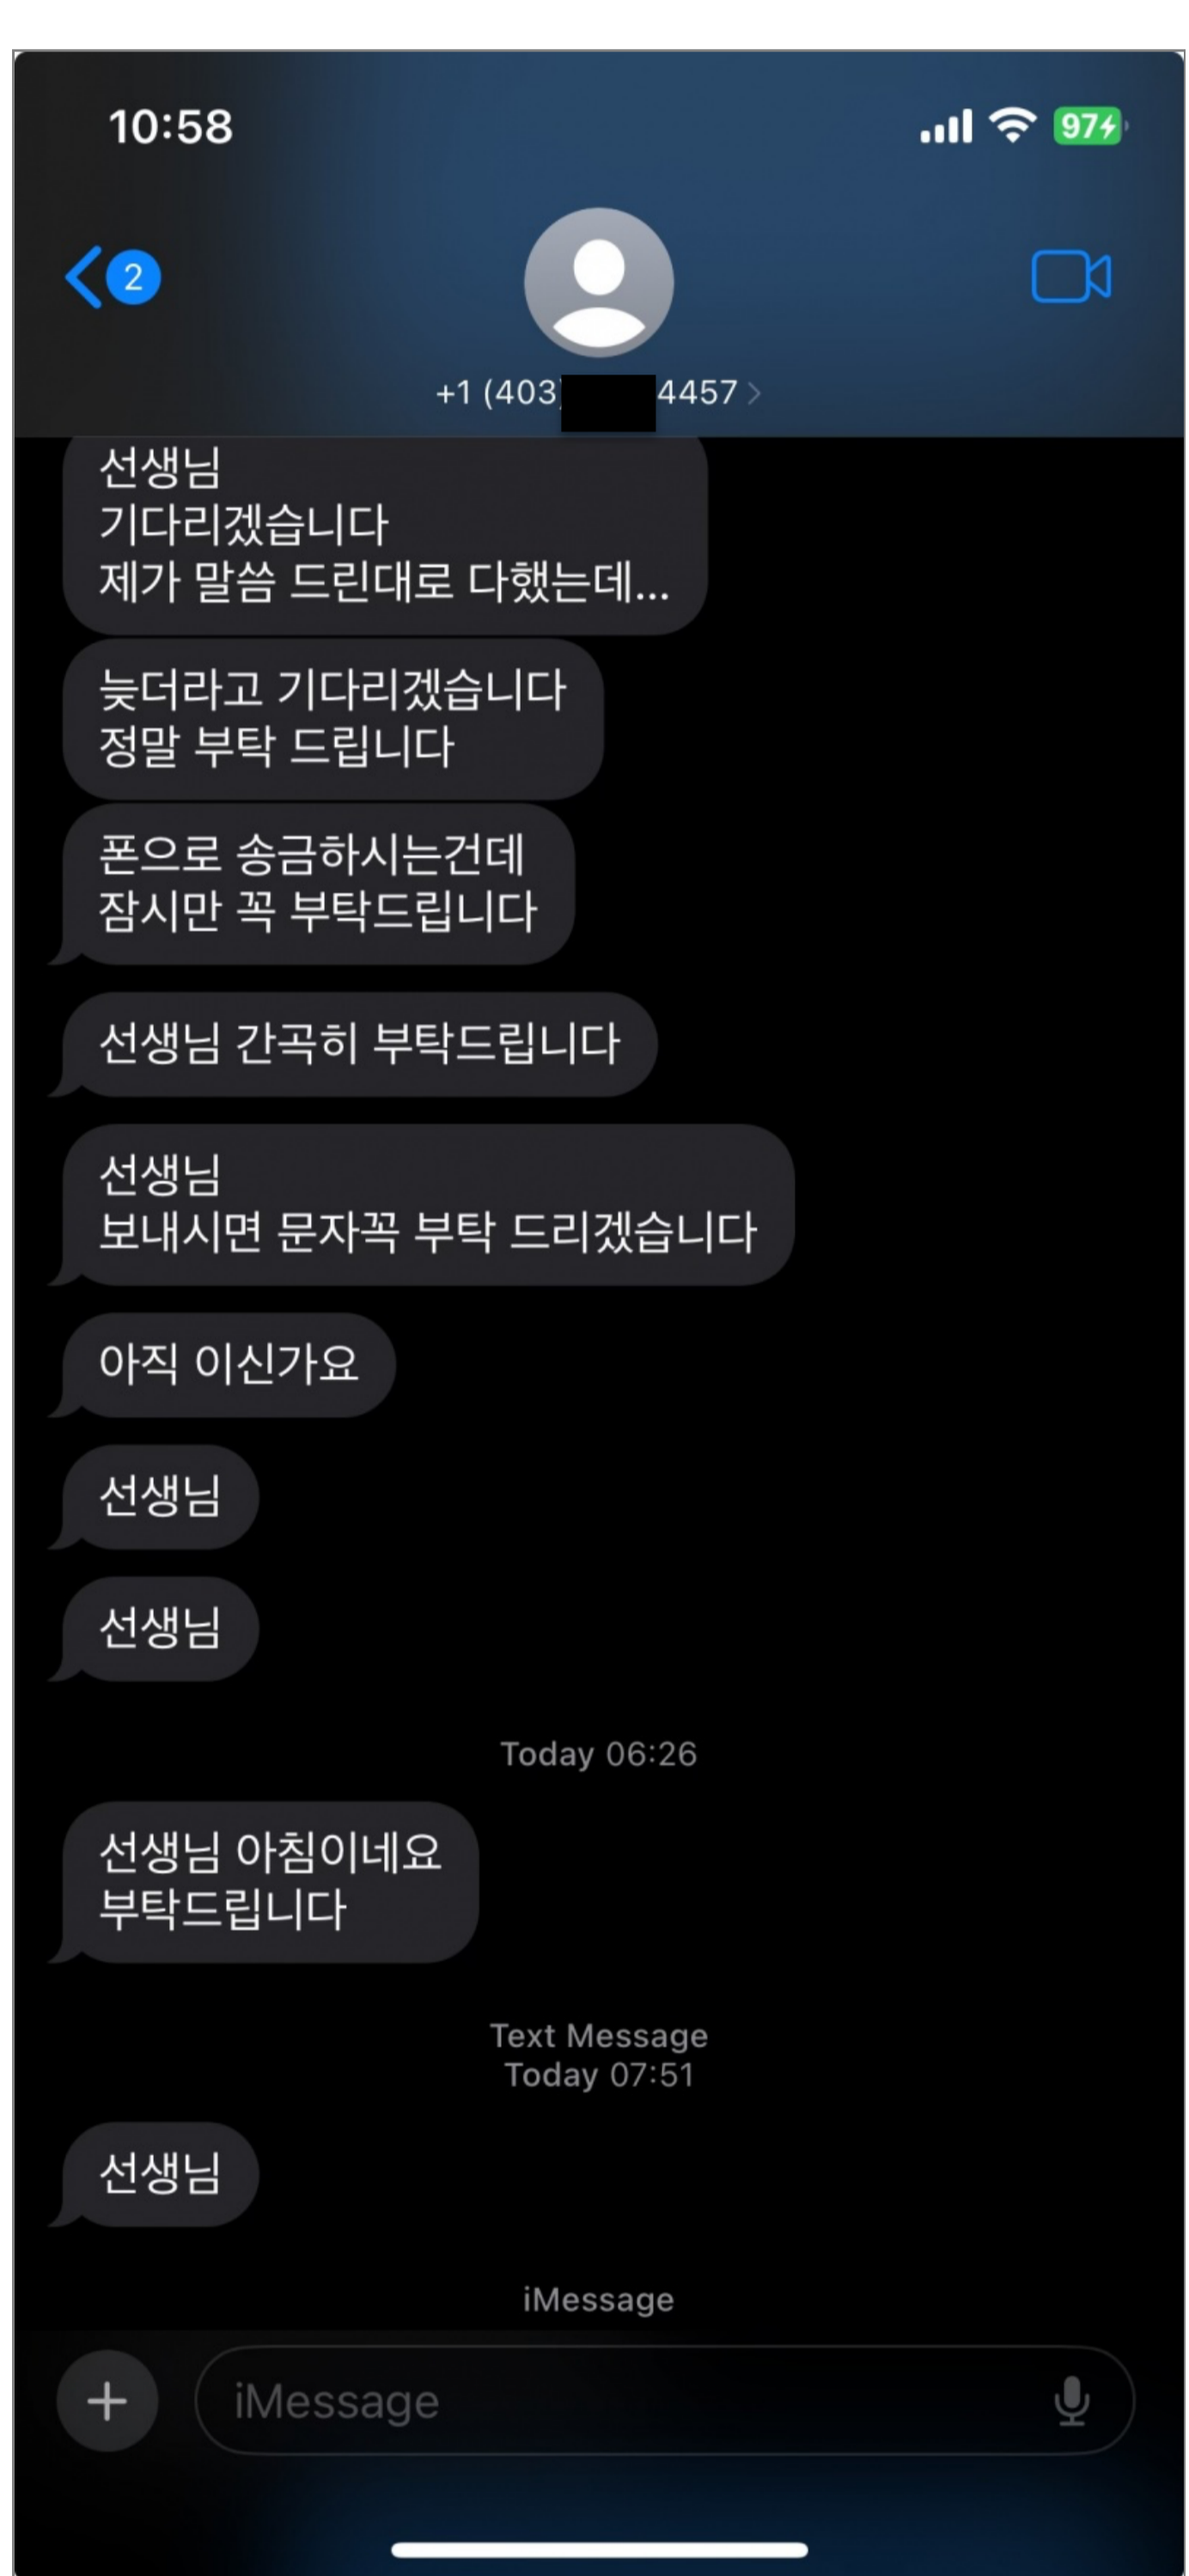 10:58
97
2
+1 (403) 4457
선생님
기다리겠습니다
제가 말씀 드린대로 다했는데...
늦더라고 기다리겠습니다
정말 부탁 드립니다
폰으로 송금하시는건데
잠시만 꼭 부탁드립니다
선생님 간곡히 부탁드립니다
선생님
보내시면 문자꼭 부탁 드리겠습니다
아직 이신가요
선생님
선생님
Today 06:26
선생님 아침이네요
부탁드립니다
Text Message
Today 07:51
선생님
iMessage
iMessage